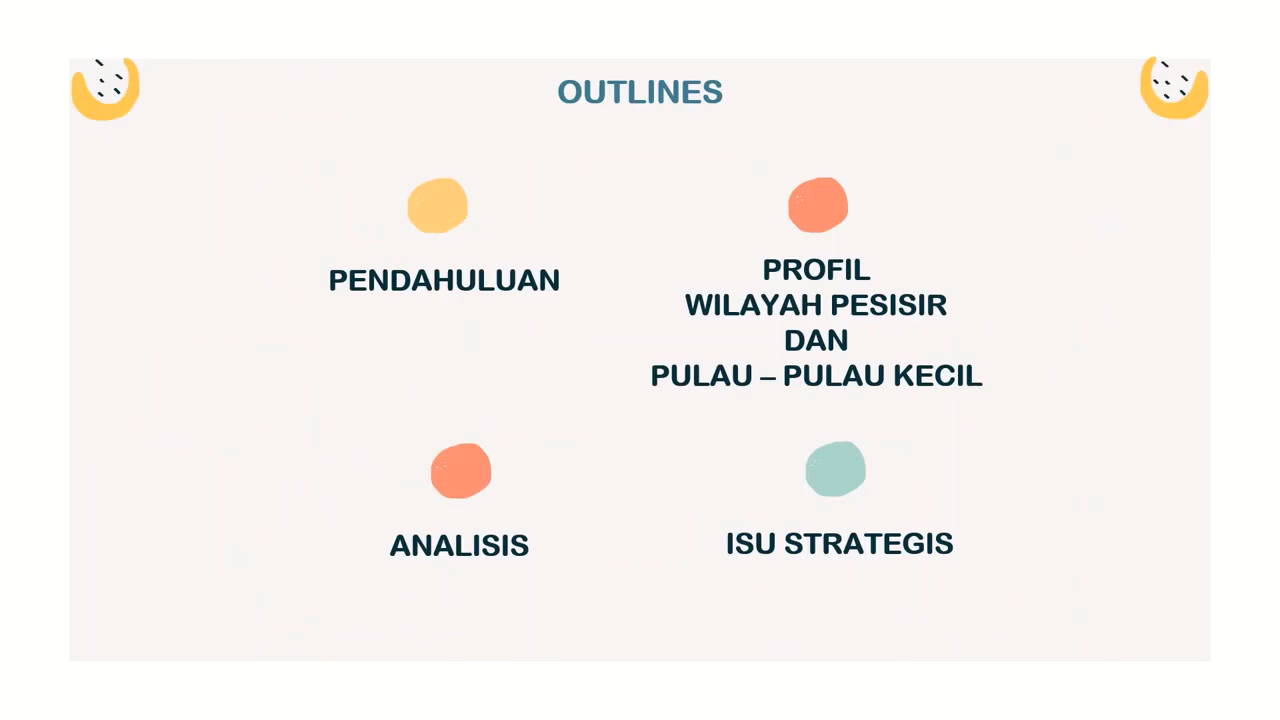 OUTLINES
PENDAHULUAN
PROFIL
WILAYAH PESISIR
DAN
PULAU – PULAU KECIL
ANALISIS
ISU STRATEGIS